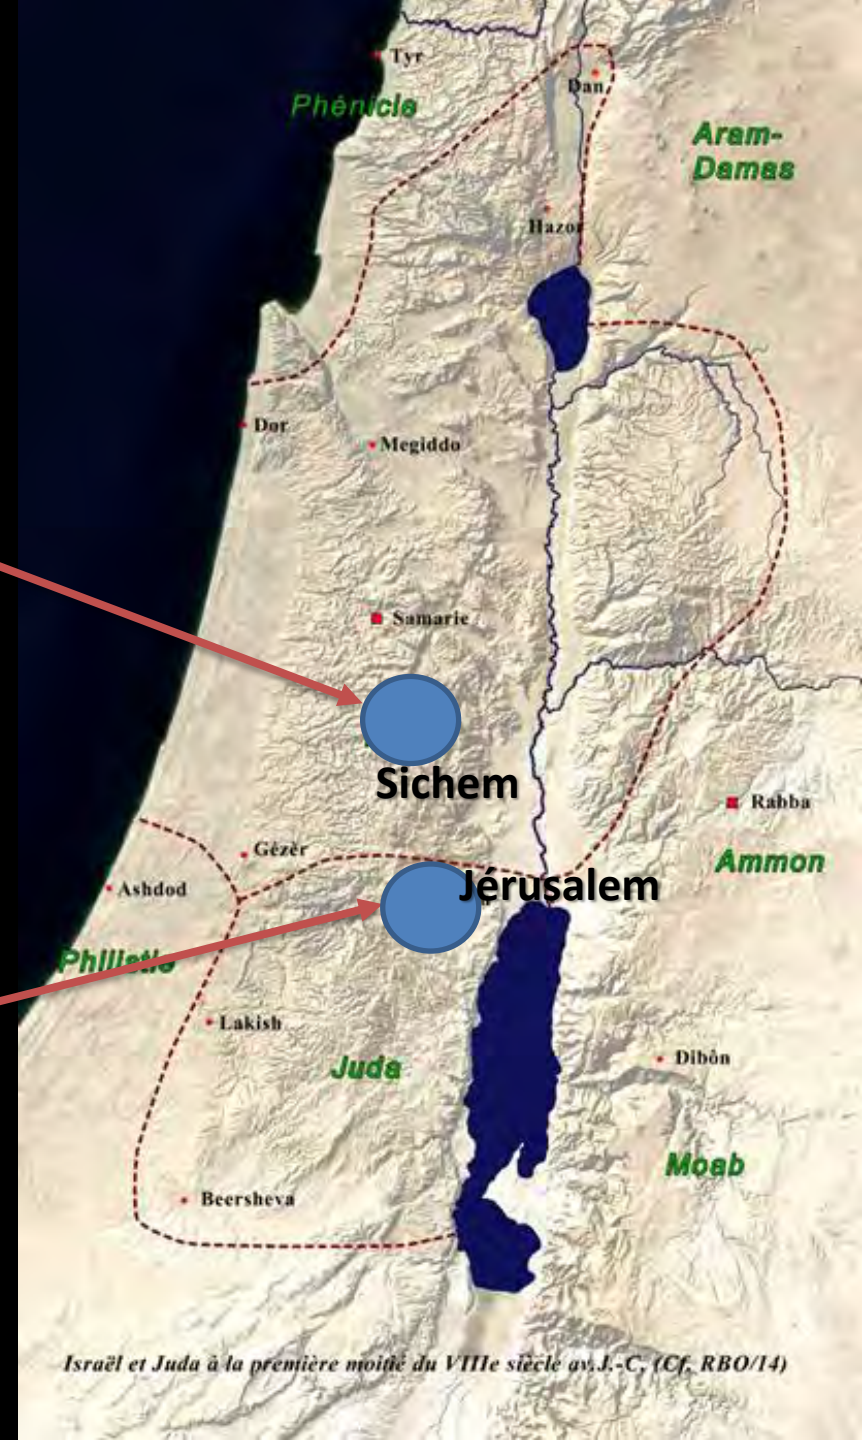 Tyr
Phénicie
Dan
Aram-
Damas
Hazor
Dor
Megiddo
Samarie
Sichem
Rabba
Gézèr
Ammon
Jérusalem
Ashdod
Philistie
Lakish
Dibôn
Juda
Moab
Beersheva
Israël et Juda à la première moitié du VIIIe siècle av.J.-C, (Cf, RBO/14)